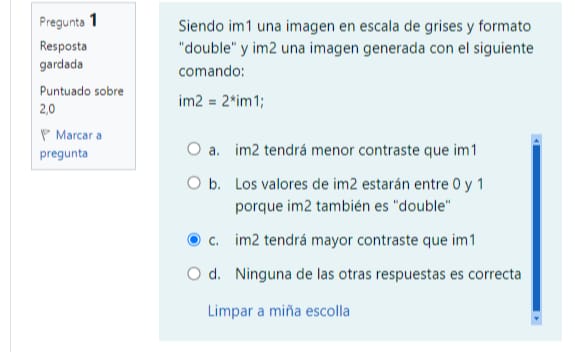 Pregunta 1
Resposta
gardada
Puntuado sobre
2,0
Marcar a
pregunta
Siendo im1 una imagen en escala de grises y formato
"double" y im2 una imagen generada con el siguiente
comando:
im2 = 2*im1;
a. im2 tendrá menor contraste que im1
b. Los valores de im2 estarán entre 0 y 1
porque im2 también es "double"
c. im2 tendrá mayor contraste que im1
d. Ninguna de las otras respuestas es correcta
Limpar a miña escolla